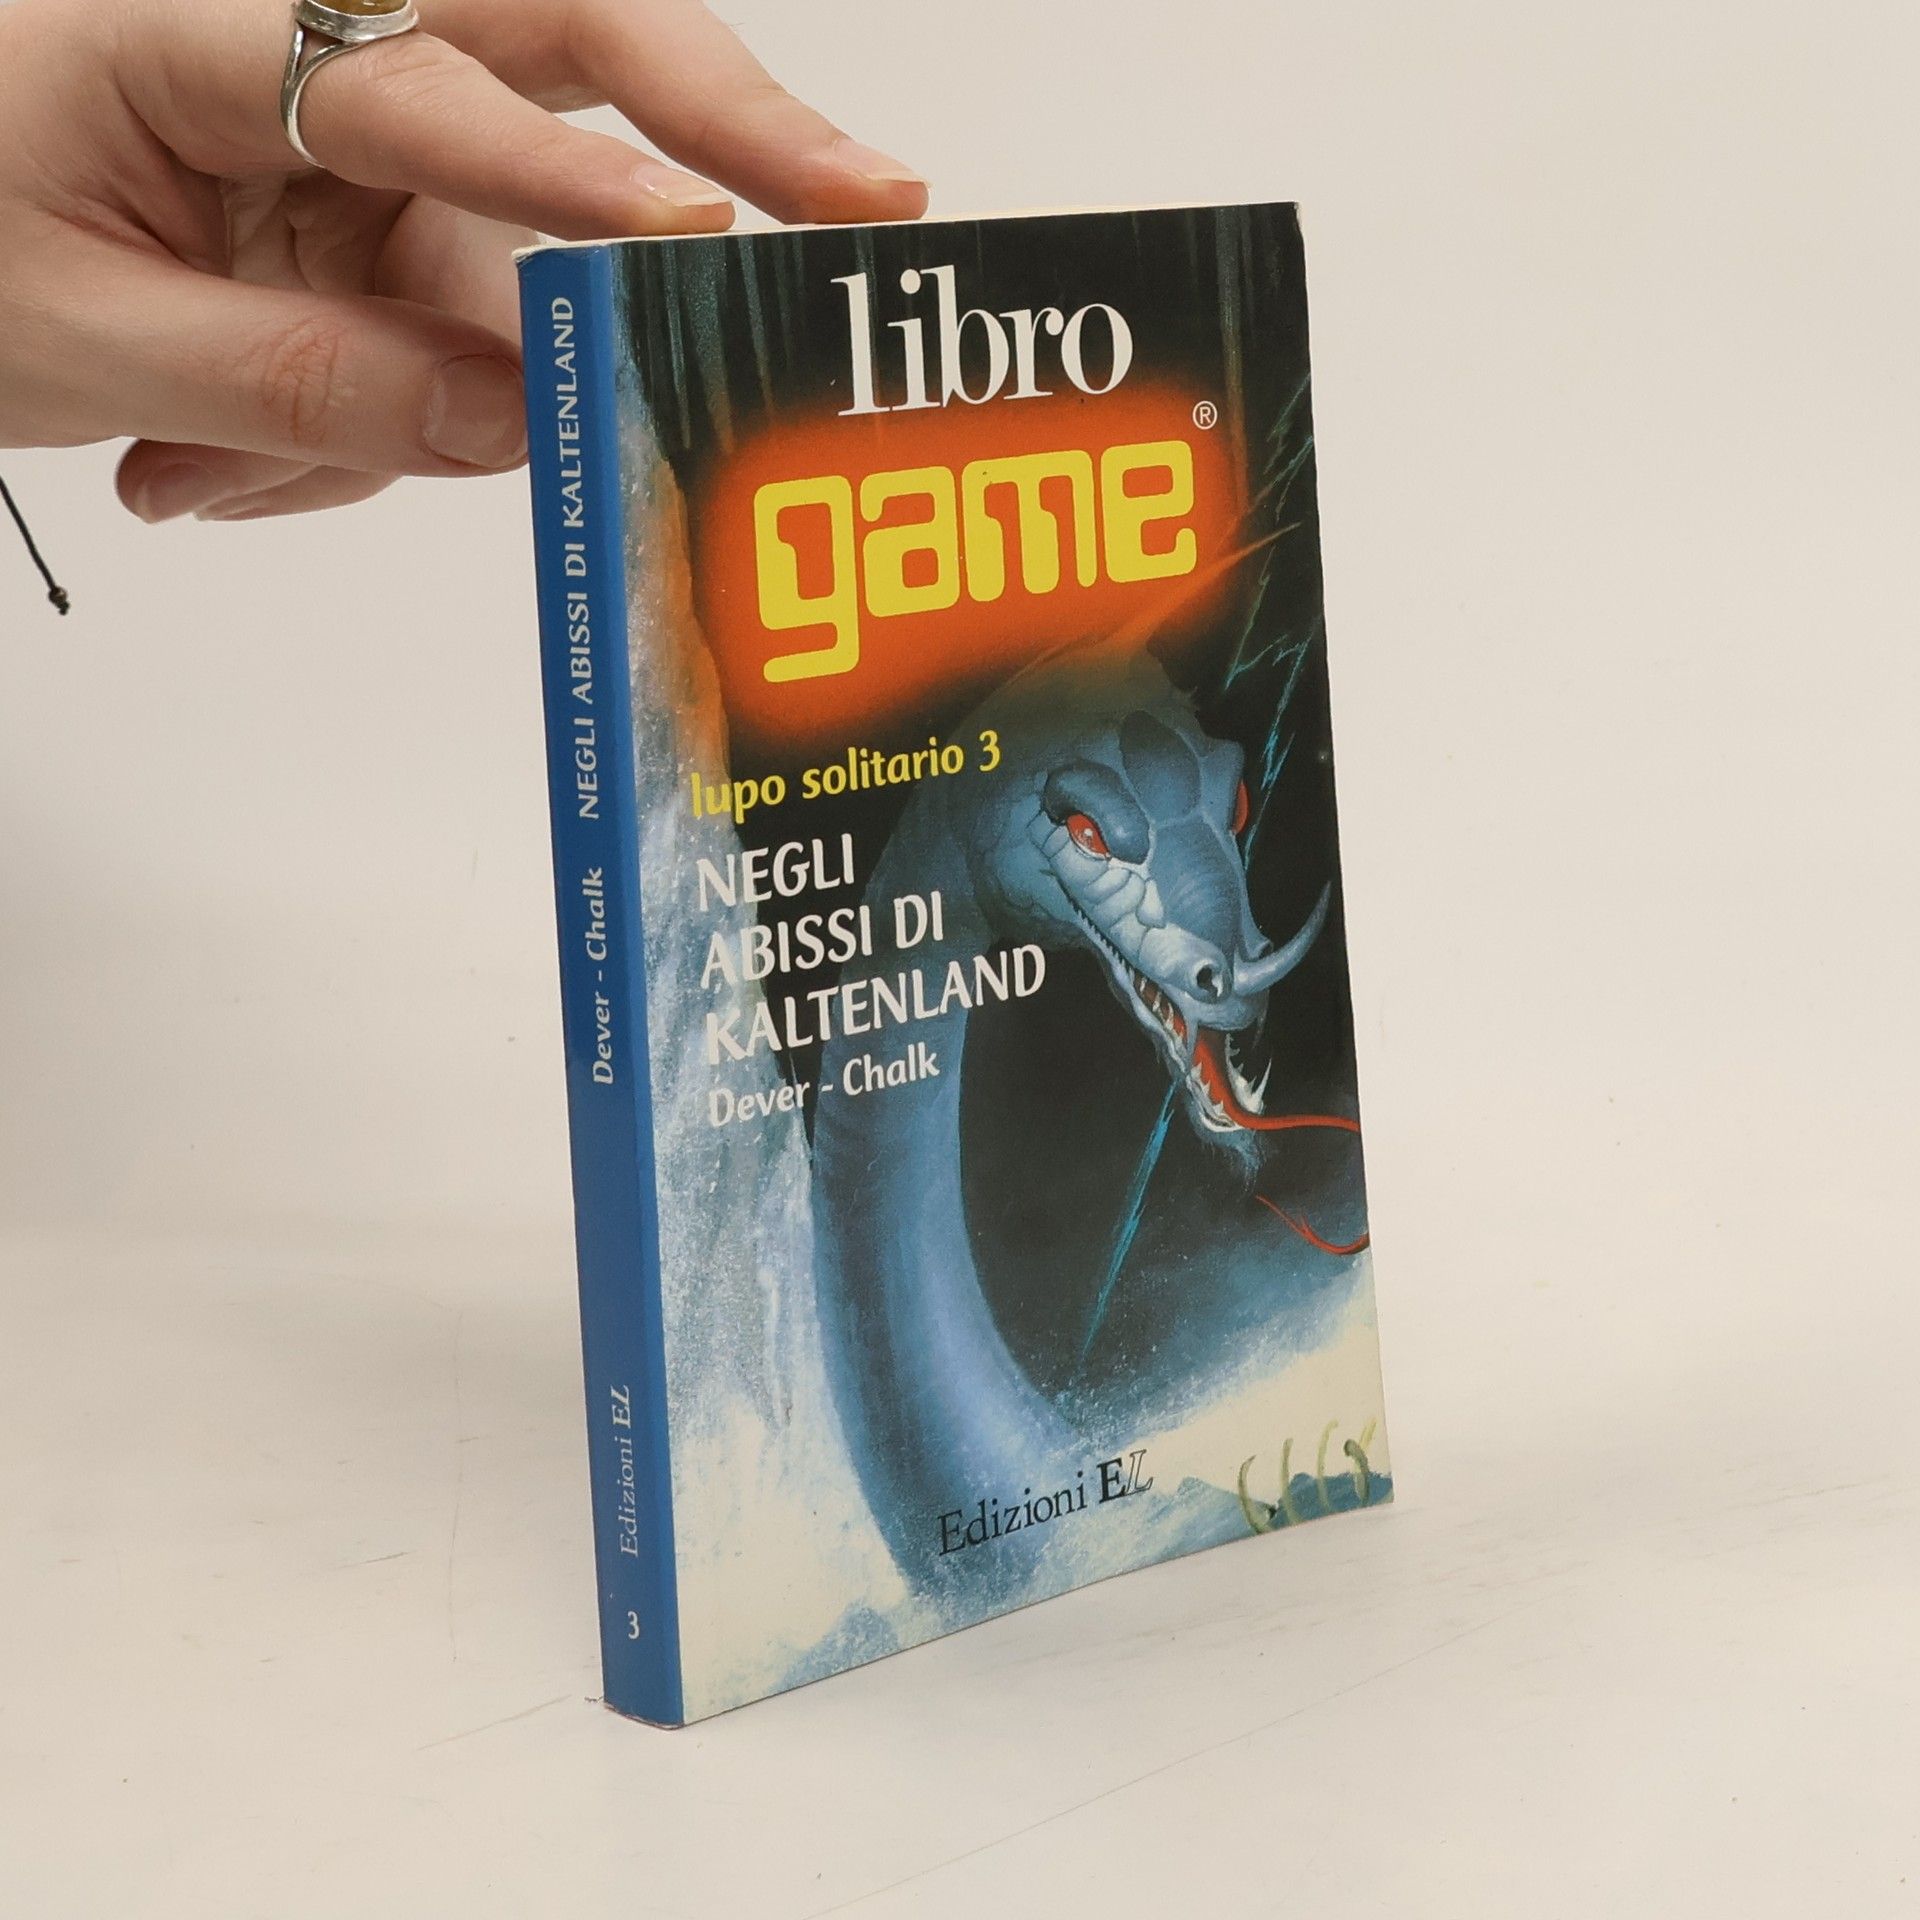 libro
game®
lupo solitario 3
NEGLI
ABISSI DI
KALTENLAND
Dever - Chalk
Edizioni EL
Dever - Chalk NEGLI ABISSI DI KALTENLAND
3 Edizioni EL